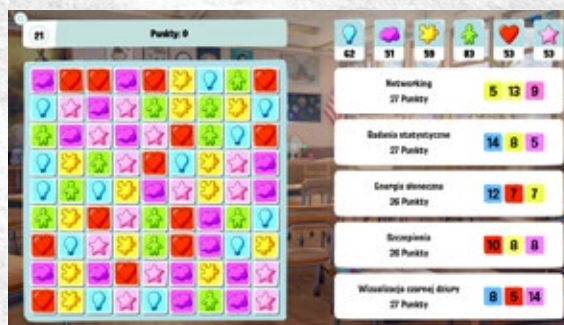 21
Punkty: 0
62 51 59 83 53 53
Networking
27 Punkty
5 13 9
Badania statystyczne
27 Punkty
14 8 5
Energia słoneczna
26 Punkty
12 7 7
Szczepienia
26 Punkty
10 8 8
Wizualizacja czarnej dziury
27 Punkty
8 5 14